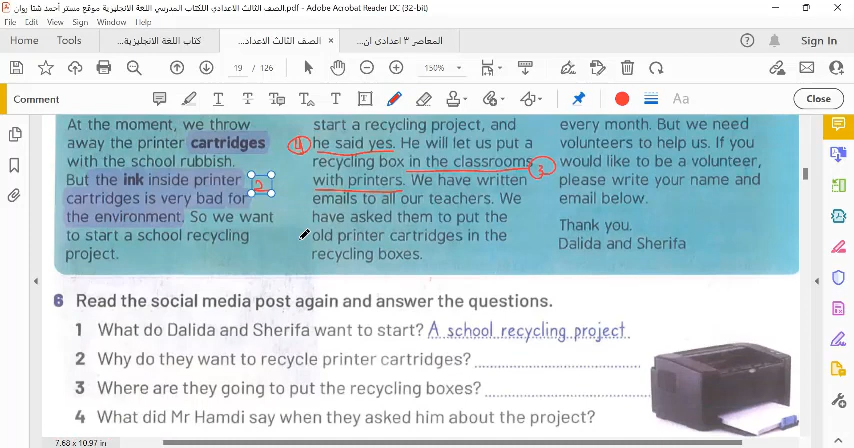 الصف الثالث الاعدادي اللكتاب المدرسي اللغة الانجليزية موقع مستر أحمد شتا روان.pdf - Adobe Acrobat Reader DC (32-bit)
File Edit View Sign Window Help
Home Tools كتاب اللغة الانجليزية... الصف الثالث الاعداد... × المعاصر ٣ اعدادى ان... Sign In
19 / 126 150%
Comment Close
At the moment, we throw
away the printer cartridges
with the school rubbish.
But the ink inside printer 2
cartridges is very bad for
the environment. So we want
to start a school recycling
project.
start a recycling project, and
4 he said yes. He will let us put a
recycling box in the classrooms 3
with printers. We have written
emails to all our teachers. We
have asked them to put the
old printer cartridges in the
recycling boxes.
every month. But we need
volunteers to help us. If you
would like to be a volunteer,
please write your name and
email below.
Thank you.
Dalida and Sherifa
6 Read the social media post again and answer the questions.
1 What do Dalida and Sherifa want to start? A school recycling project
2 Why do they want to recycle printer cartridges?
3 Where are they going to put the recycling boxes?
4 What did Mr Hamdi say when they asked him about the project?
7.68 x 10.97 in